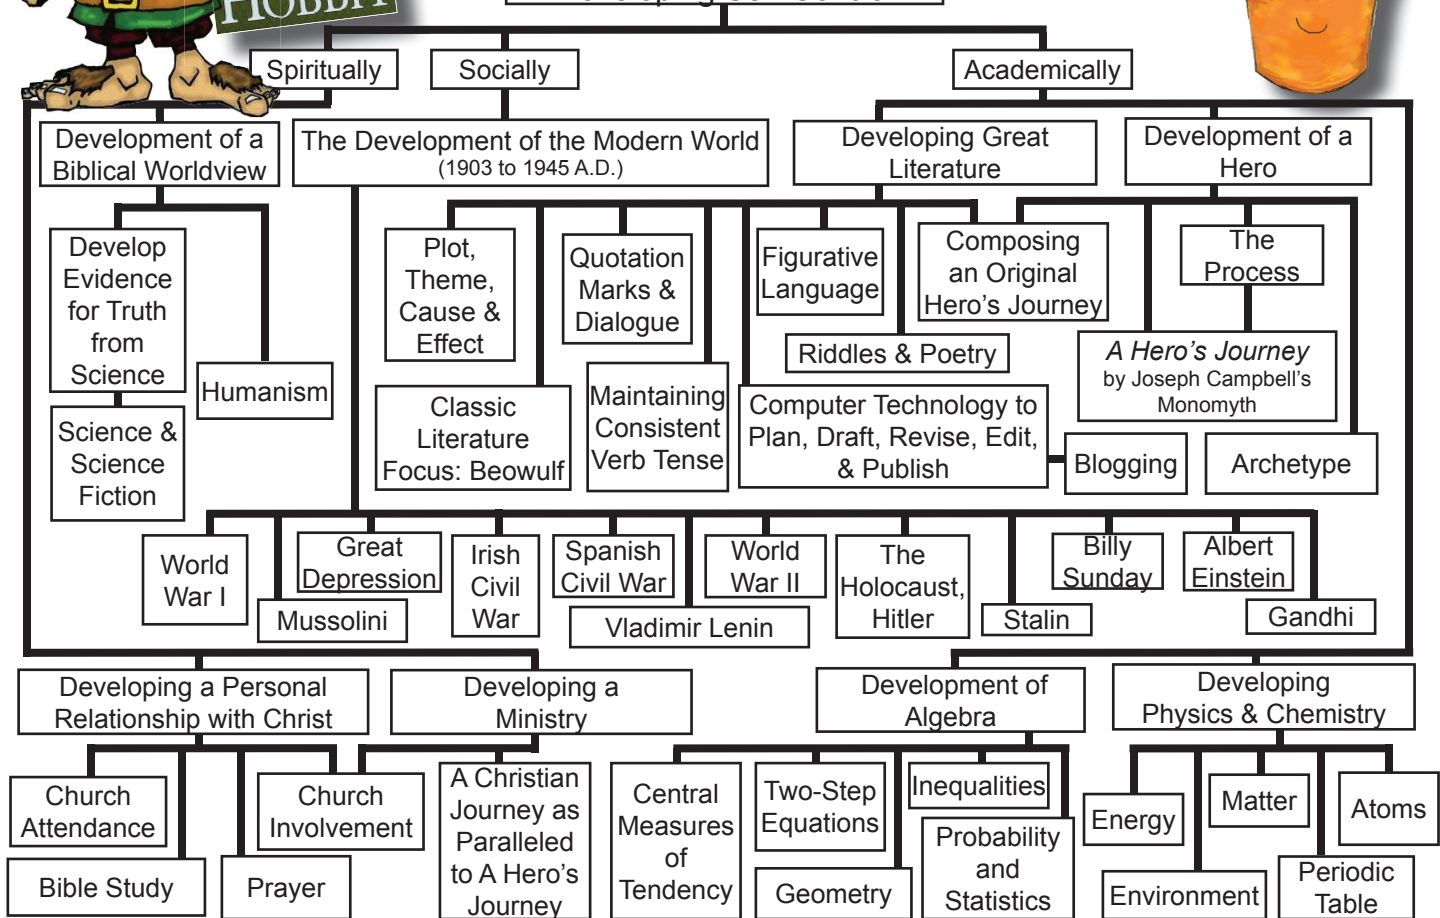 HOBBIT
Spiritually
Socially
Academically
Development of a
Biblical Worldview
The Development of the Modern World
(1903 to 1945 A.D.)
Developing Great
Literature
Development of a
Hero
Develop
Evidence
for Truth
from
Science
Humanism
Science &
Science
Fiction
Plot,
Theme,
Cause &
Effect
Classic
Literature
Focus: Beowulf
Quotation
Marks &
Dialogue
Maintaining
Consistent
Verb Tense
Figurative
Language
Riddles & Poetry
Computer Technology to
Plan, Draft, Revise, Edit,
& Publish
Blogging
Composing
an Original
Hero's Journey
The
Process
A Hero's Journey
by Joseph Campbell's
Monomyth
Archetype
World
War I
Mussolini
Great
Depression
Irish
Civil
War
Spanish
Civil War
Vladimir Lenin
World
War II
The
Holocaust,
Hitler
Stalin
Billy
Sunday
Albert
Einstein
Gandhi
Developing a Personal
Relationship with Christ
Developing a
Ministry
Development of
Algebra
Developing
Physics & Chemistry
Church
Attendance
Bible Study
Prayer
Church
Involvement
A Christian
Journey as
Paralleled
to A Hero's
Journey
Central
Measures
of
Tendency
Two-Step
Equations
Geometry
Inequalities
Probability
and
Statistics
Energy
Environment
Matter
Periodic
Table
Atoms